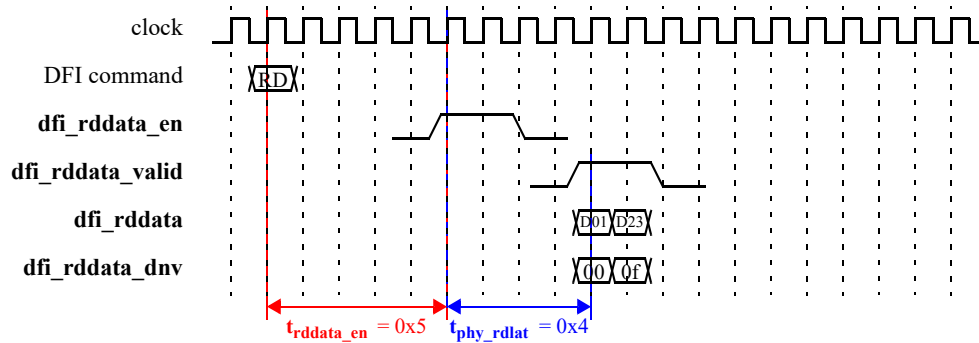 clock
DFI command
RD
dfi_rddata_en
dfi_rddata_valid
dfi_rddata
D01 D23
dfi_rddata_dnv
00 0f
trddata_en = 0x5
tphy_rdlat = 0x4